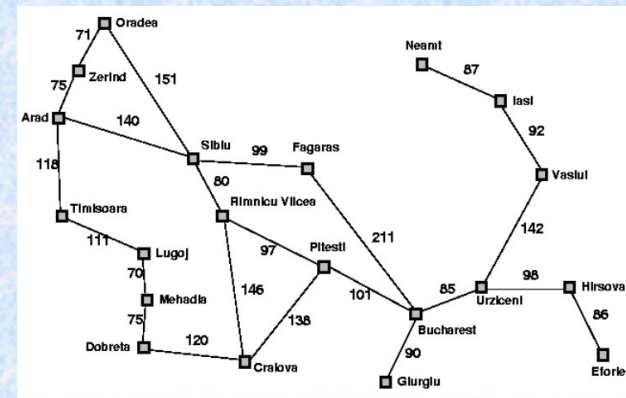 Oradea
71
Neamt
Zerind
87
75
151
Iasi
Arad
140
92
Sibiu
99
Fagaras
118
80
Vaslui
Timisoara
Rimnicu Vilcea
142
111
Lugoj
97
Pitesti
211
70
98
Hirsova
146
101
85
Urziceni
Mehadia
138
86
75
Bucharest
120
90
Dobreta
Craiova
Eforie
Giurgiu